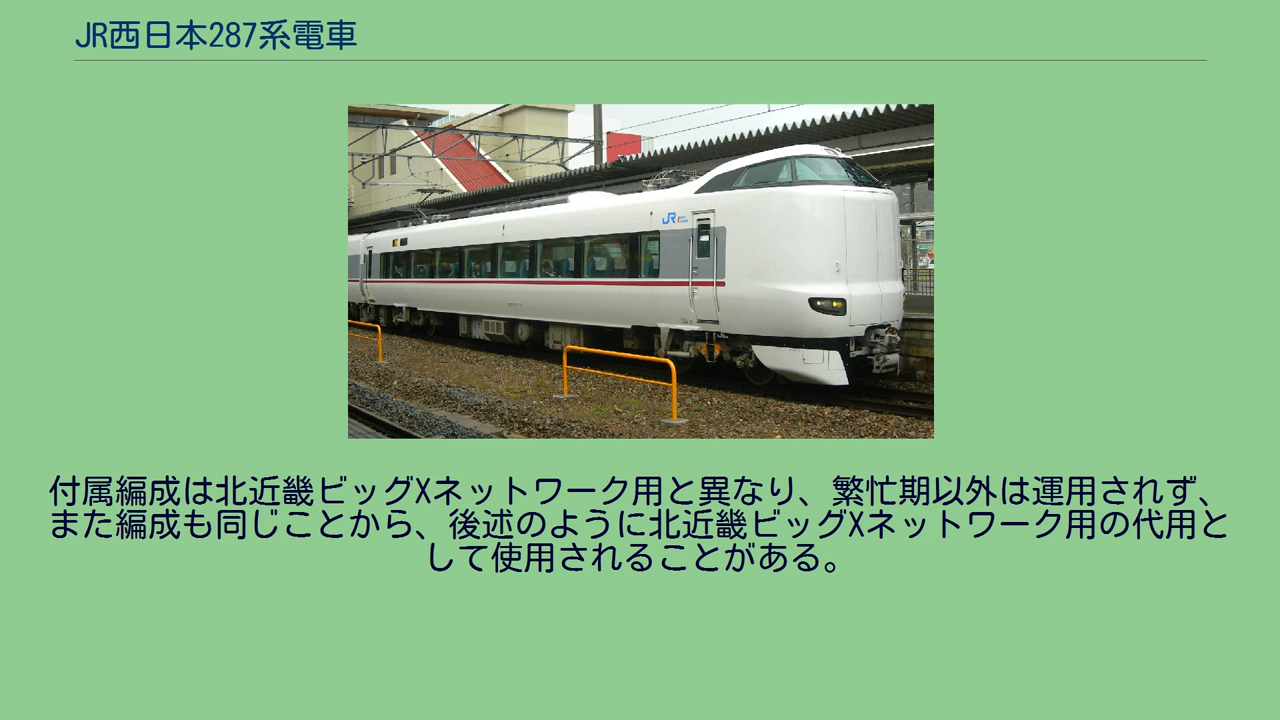 JR西日本287系電車
JR
付属編成は北近畿ビッグXネットワーク用と異なり、繁忙期以外は運用されず、
また編成も同じことから、後述のように北近畿ビッグXネットワーク用の代用と
して使用されることがある。